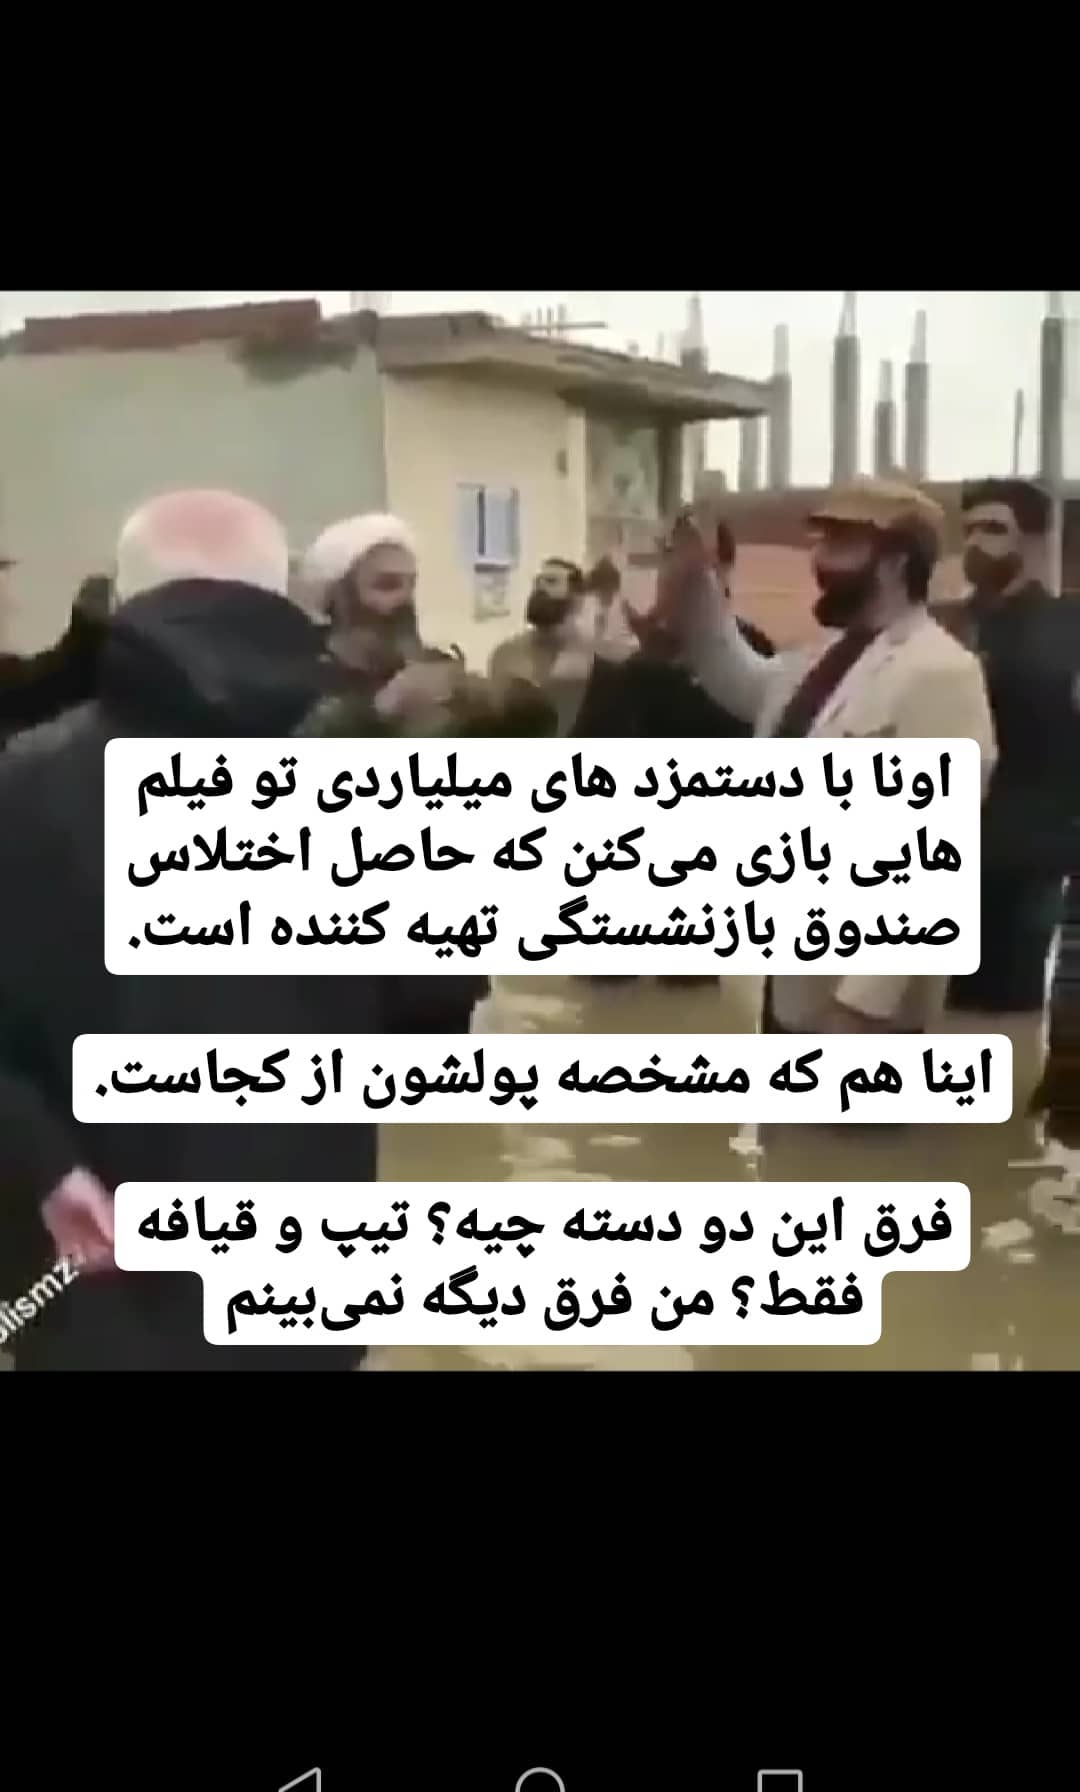 اونا با دستمزد های میلیاردی تو فیلم
هایی بازی می‌کنن که حاصل اختلاس
صندوق بازنشستگی تهیه کننده است.
اینا هم که مشخصه پولشون از کجاست.
فرق این دو دسته چیه؟ تیپ و قیافه
فقط؟ من فرق دیگه نمی‌بینم